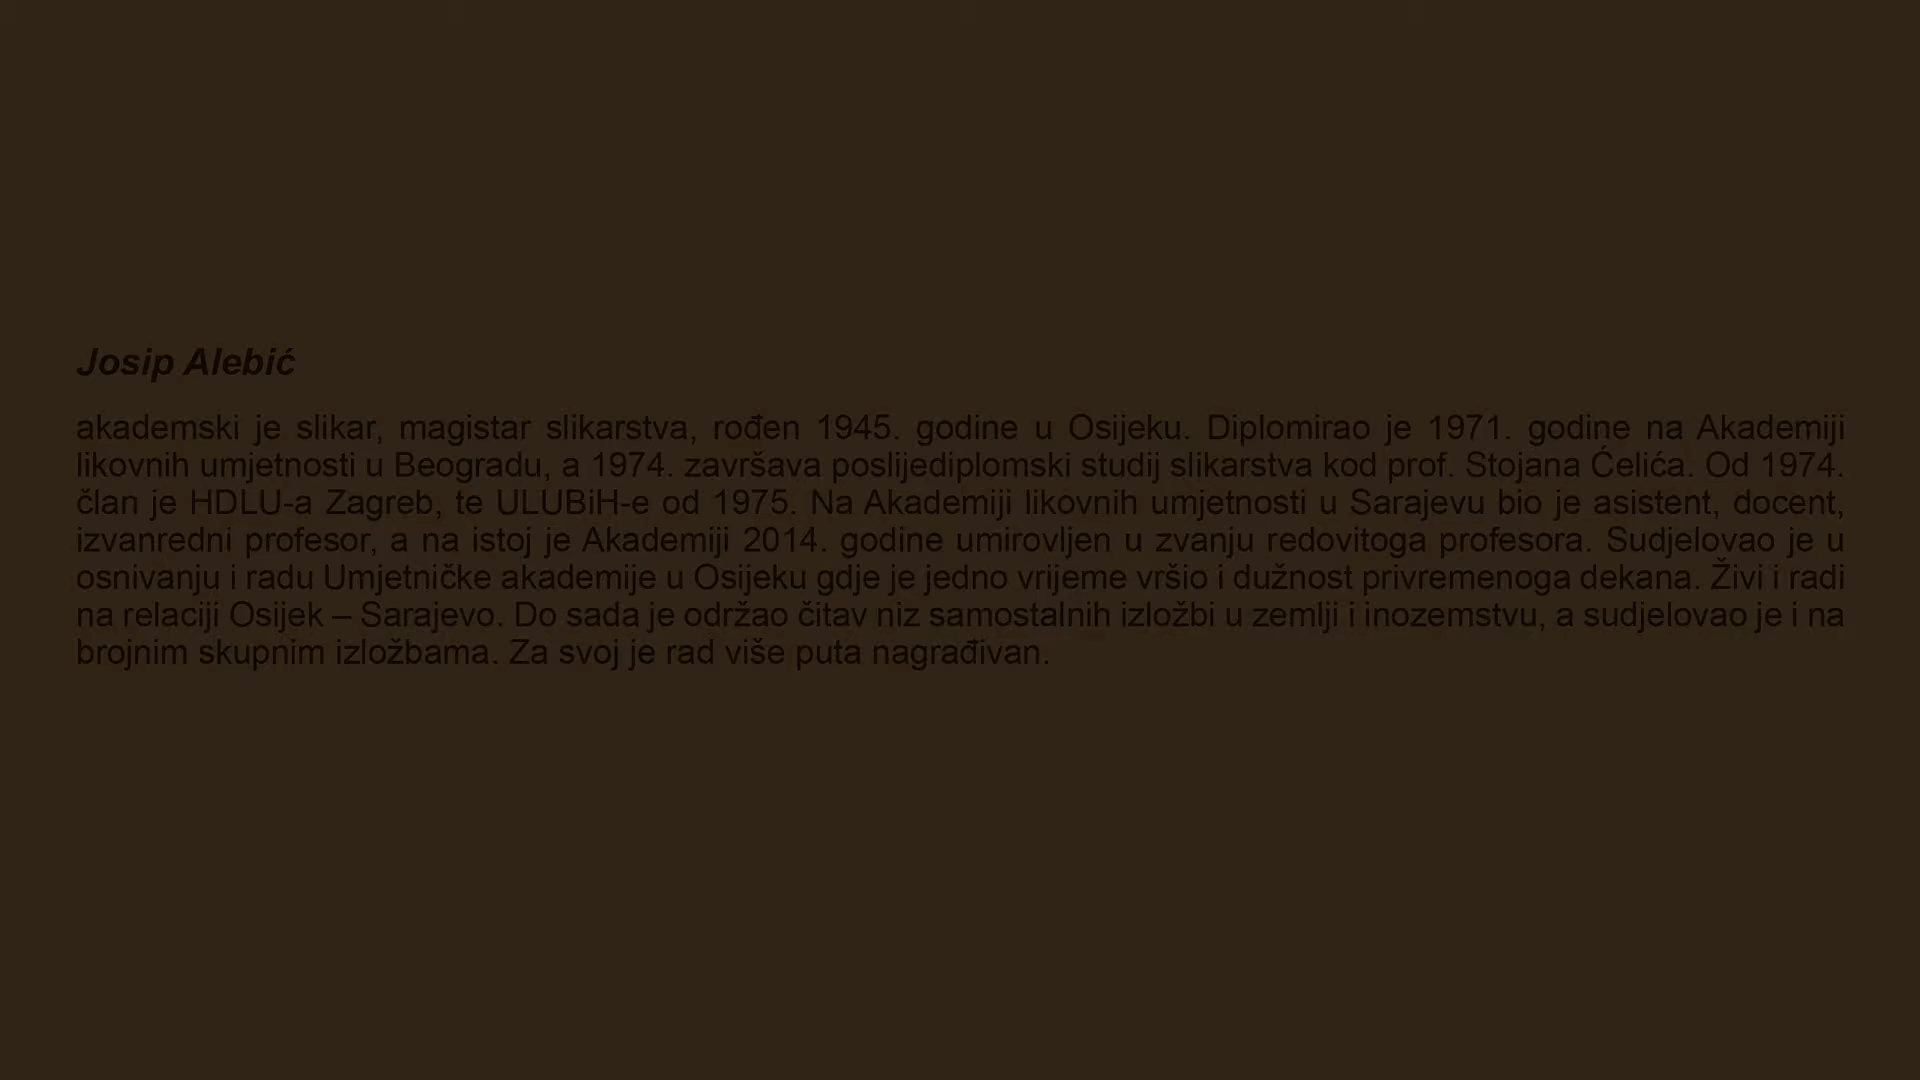 Josip Alebić
akademski je slikar, magistar slikarstva, rođen 1945. godine u Osijeku. Diplomirao je 1971. godine na Akademiji
likovnih umjetnosti u Beogradu, a 1974. završava poslijediplomski studij slikarstva kod prof. Stojana Ćelića. Od 1974.
član je HDLU-a Zagreb, te ULUBiH-e od 1975. Na Akademiji likovnih umjetnosti u Sarajevu bio je asistent, docent,
izvanredni profesor, a na istoj je Akademiji 2014. godine umirovljen u zvanju redovitoga profesora. Sudjelovao je u
osnivanju i radu Umjetničke akademije u Osijeku gdje je jedno vrijeme vršio i dužnost privremenoga dekana. Živi i radi
na relaciji Osijek – Sarajevo. Do sada je održao čitav niz samostalnih izložbi u zemlji i inozemstvu, a sudjelovao je i na
brojnim skupnim izložbama. Za svoj je rad više puta nagrađivan.